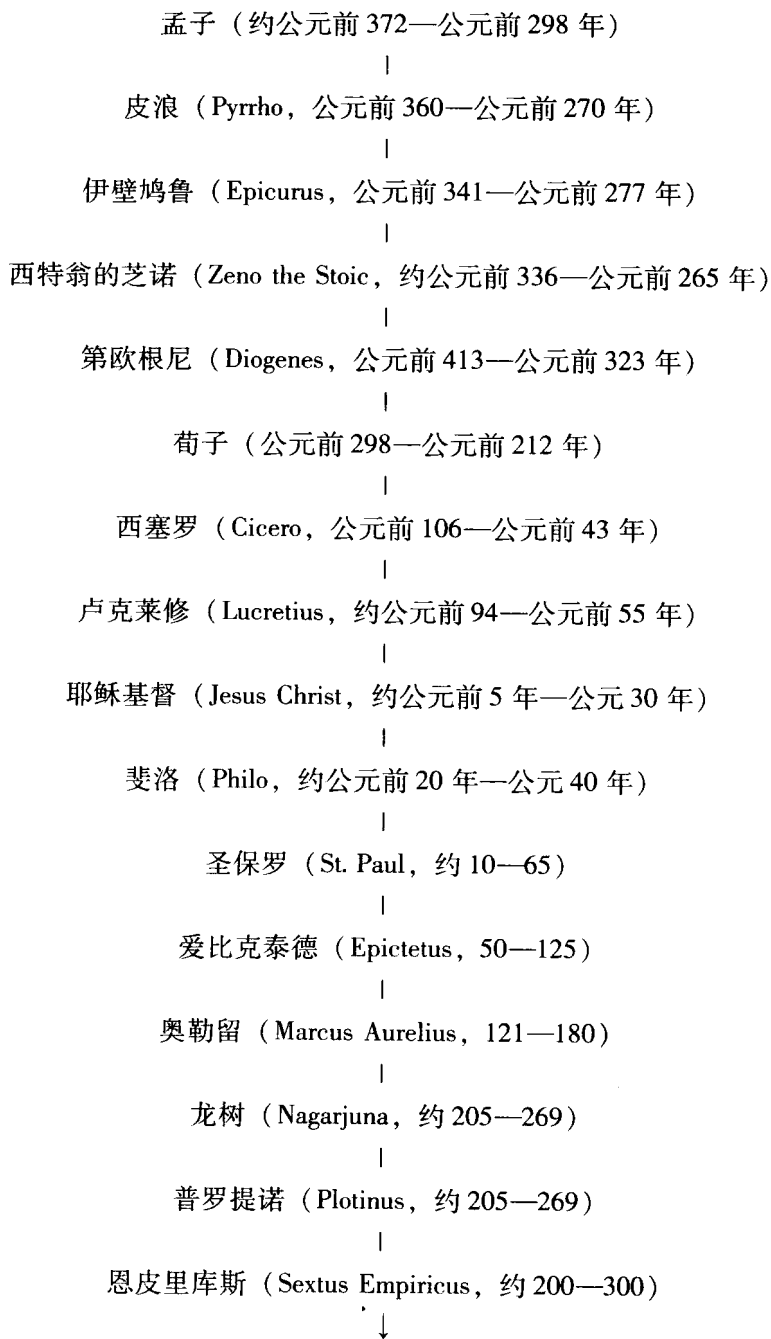 孟子（约公元前 372—公元前 298 年）
皮浪（Pyrrho，公元前 360—公元前 270 年）
伊壁鸠鲁（Epicurus，公元前 341—公元前 277 年）
西特翁的芝诺（Zeno the Stoic，约公元前 336—公元前 265 年）
第欧根尼（Diogenes，公元前 413—公元前 323 年）
荀子（公元前 298—公元前 212 年）
西塞罗（Cicero，公元前 106—公元前 43 年）
卢克莱修（Lucretius，约公元前 94—公元前 55 年）
耶稣基督（Jesus Christ，约公元前 5 年—公元 30 年）
斐洛（Philo，约公元前 20 年—公元 40 年）
圣保罗（St. Paul，约 10—65）
爱比克泰德（Epictetus，50—125）
奥勒留（Marcus Aurelius，121—180）
龙树（Nagarjuna，约 205—269）
普罗提诺（Plotinus，约 205—269）
恩皮里库斯（Sextus Empiricus，约 200—300）